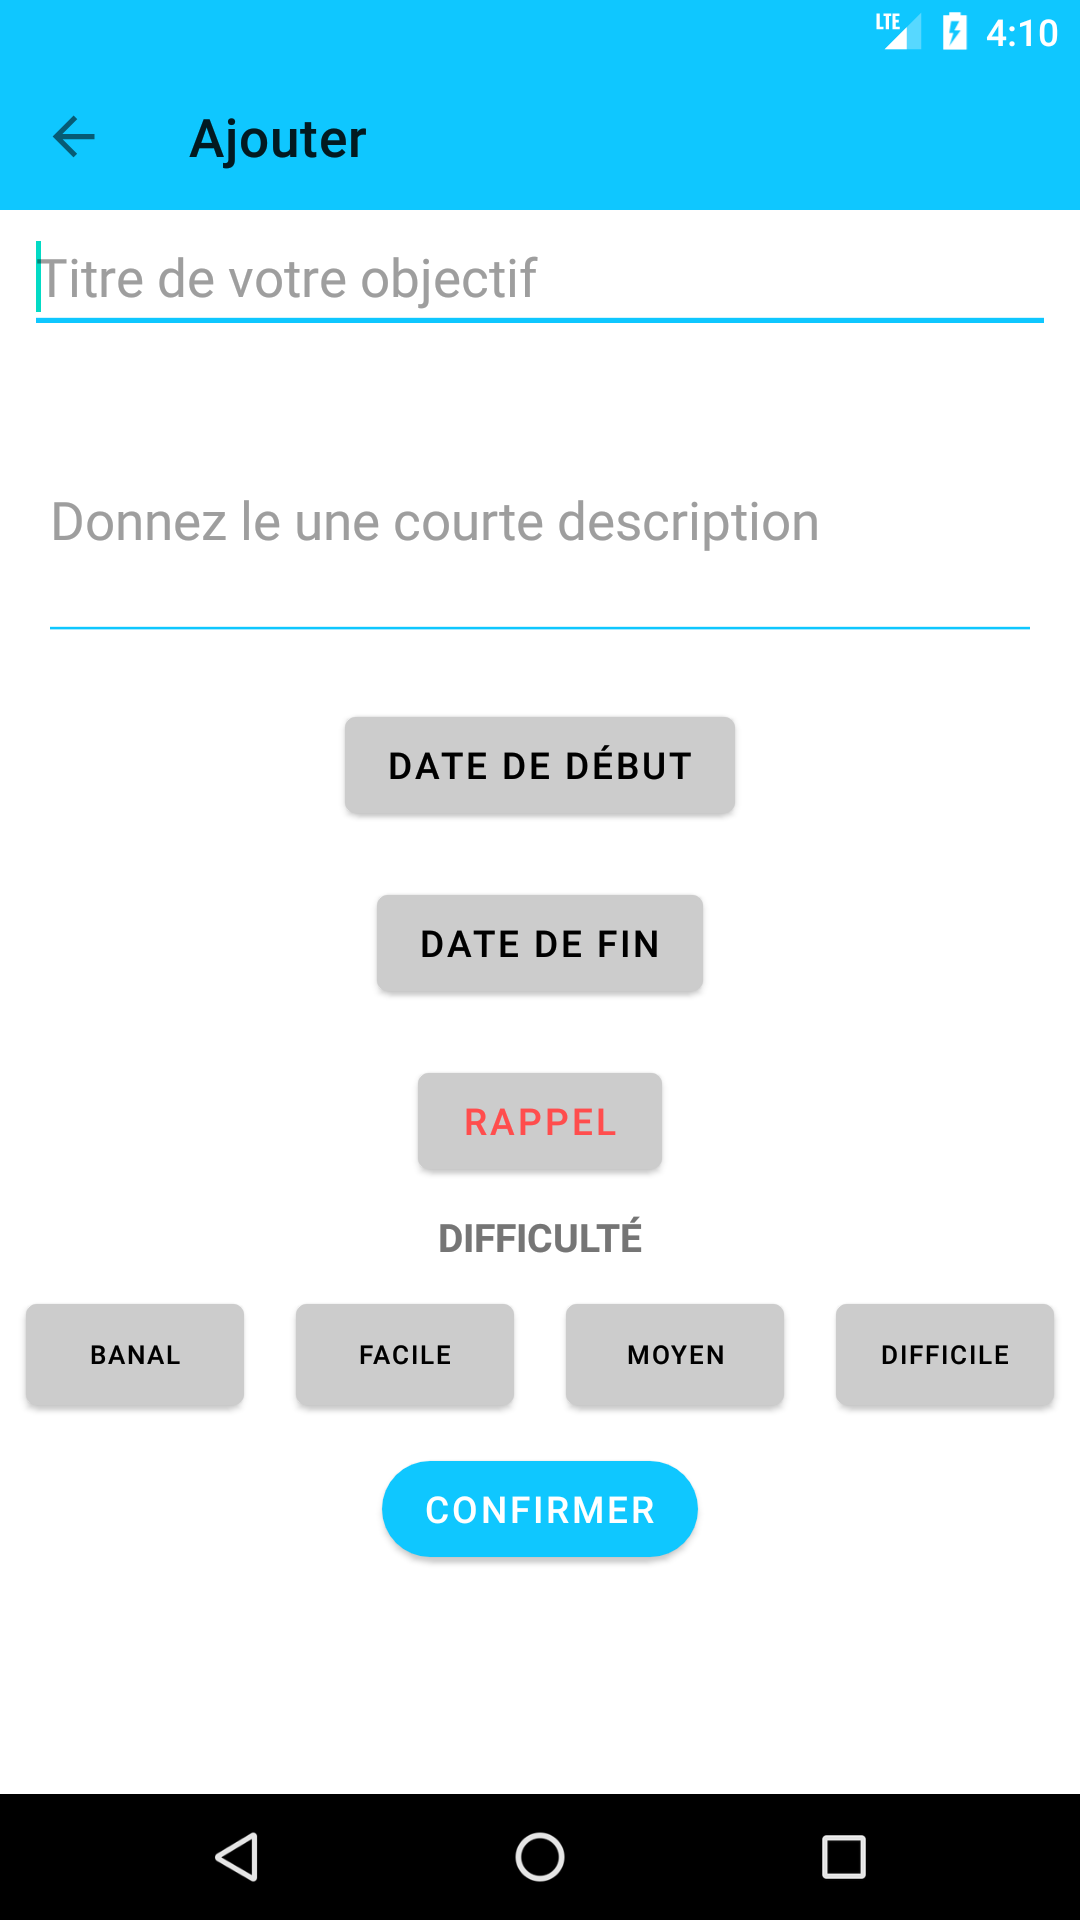 LTE 4:10
Ajouter
Titre de votre objectif
Donnez le une courte description
DATE DE DÉBUT
DATE DE FIN
RAPPEL
DIFFICULTÉ
BANAL FACILE MOYEN DIFFICILE
CONFIRMER